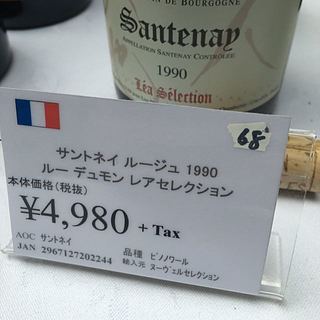 IN DE BOURGOGNE
Santenay
APPELLATION SANTENAY CONTRÔLÉE
1990
Léa Sélection
68
サントネイ ルージュ 1990
ルー デュモン レアセレクション
本体価格(税抜)
¥4,980 + Tax
AOC サントネイ 品種 ピノノワール
JAN 2967127202244 輸入元 ヌーヴェルセレクション